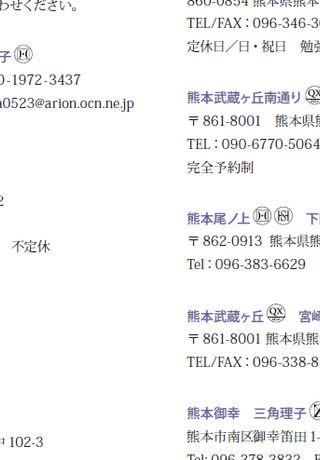 わせください。
子
0-1972-3437
a0523@arion.ocn.ne.jp
2
不定休
中 102-3
860-0854 熊本県熊本
TEL/FAX：096-346-30
定休日／日・祝日　勉強
熊本武蔵ヶ丘南通り QX
〒861-8001　熊本県熊
TEL：090-6770-5064
完全予約制
熊本尾ノ上
〒862-0913 熊本県熊
Tel：096-383-6629
熊本武蔵ヶ丘 QX 宮崎
〒861-8001 熊本県熊
TEL/FAX：096-338-8
熊本御幸　三角理子
熊本市南区御幸笛田 1-
Tel: 096-378-3832